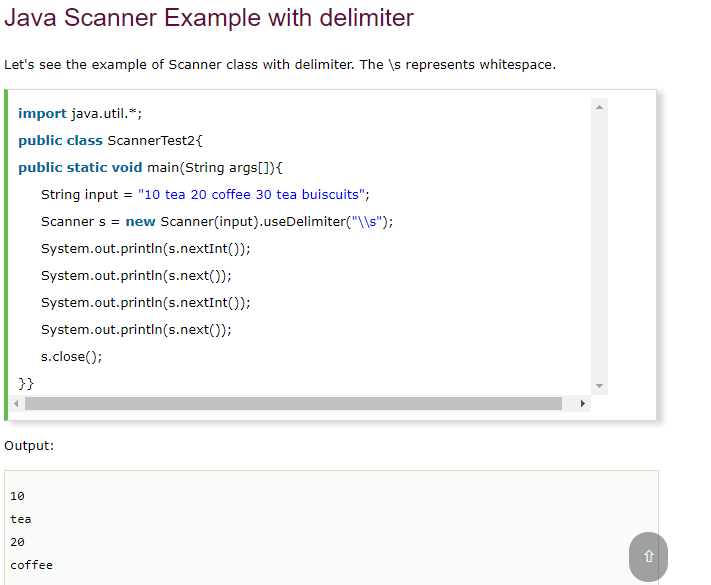 Java Scanner Example with delimiter
Let's see the example of Scanner class with delimiter. The \s represents whitespace.
import java.util.*;
public class ScannerTest2{
public static void main(String args[]){
String input = "10 tea 20 coffee 30 tea buiscuits";
Scanner s = new Scanner(input).useDelimiter("\\s");
System.out.println(s.nextInt());
System.out.println(s.next());
System.out.println(s.nextInt());
System.out.println(s.next());
s.close();
}}
Output:
10
tea
20
coffee